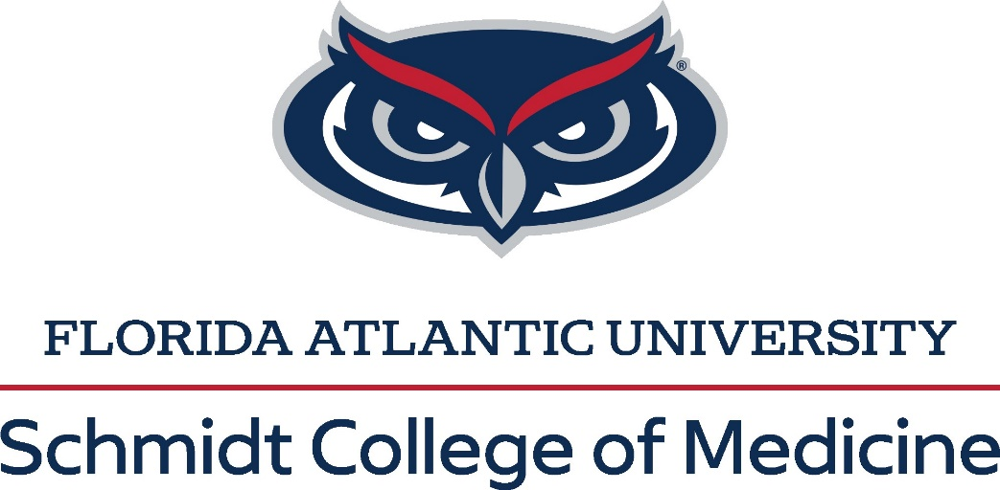 ®
FLORIDA ATLANTIC UNIVERSITY
Schmidt College of Medicine